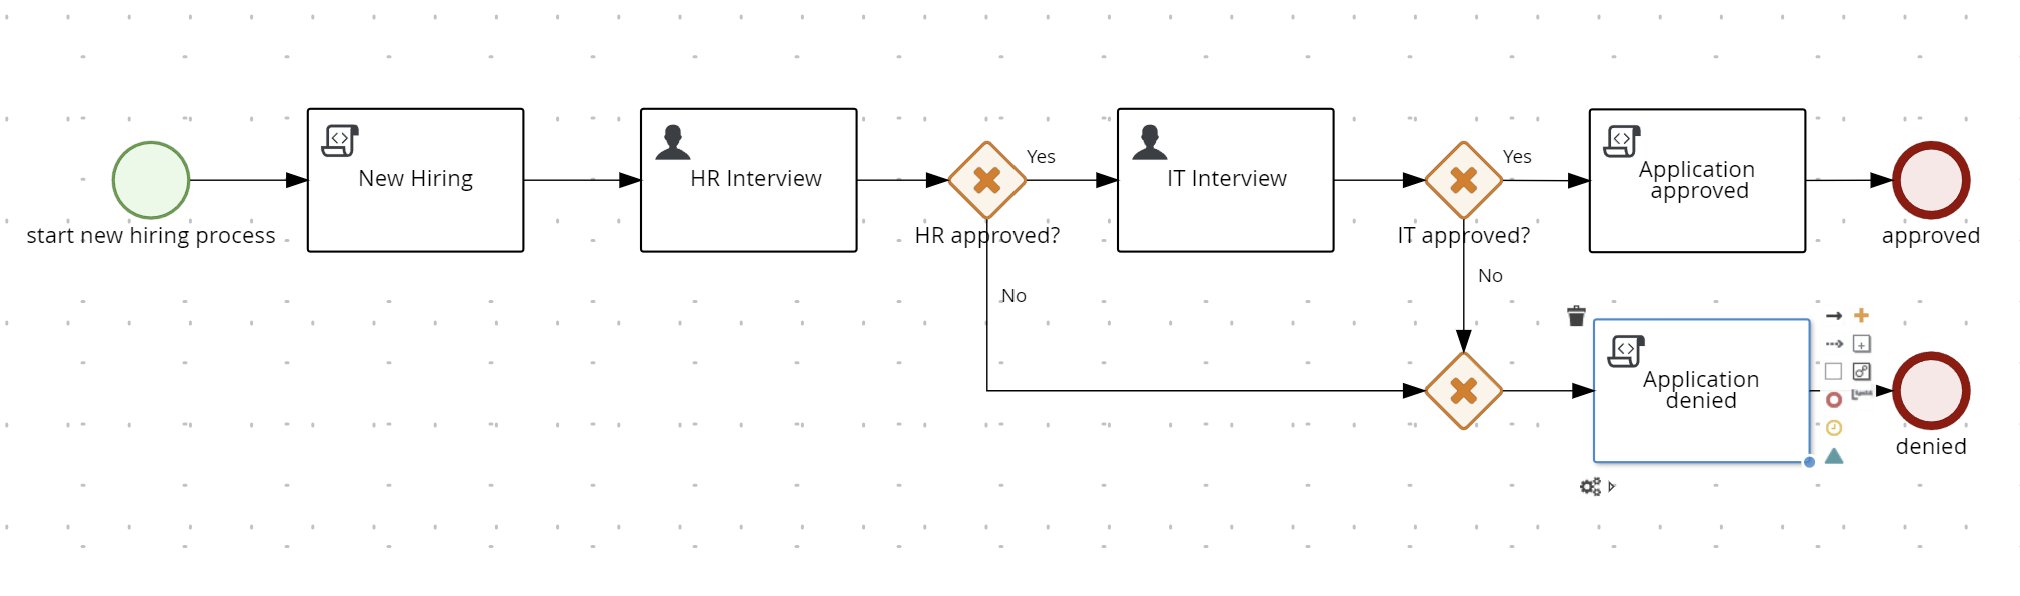 start new hiring process
New Hiring
HR Interview
HR approved?
Yes
No
IT Interview
IT approved?
Yes
No
Application
approved
approved
Application
denied
denied